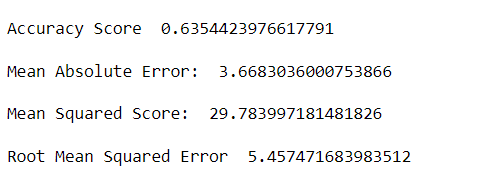 Accuracy Score  0.6354423976617791
Mean Absolute Error:  3.6683036000753866
Mean Squared Score:  29.783997181481826
Root Mean Squared Error  5.457471683983512